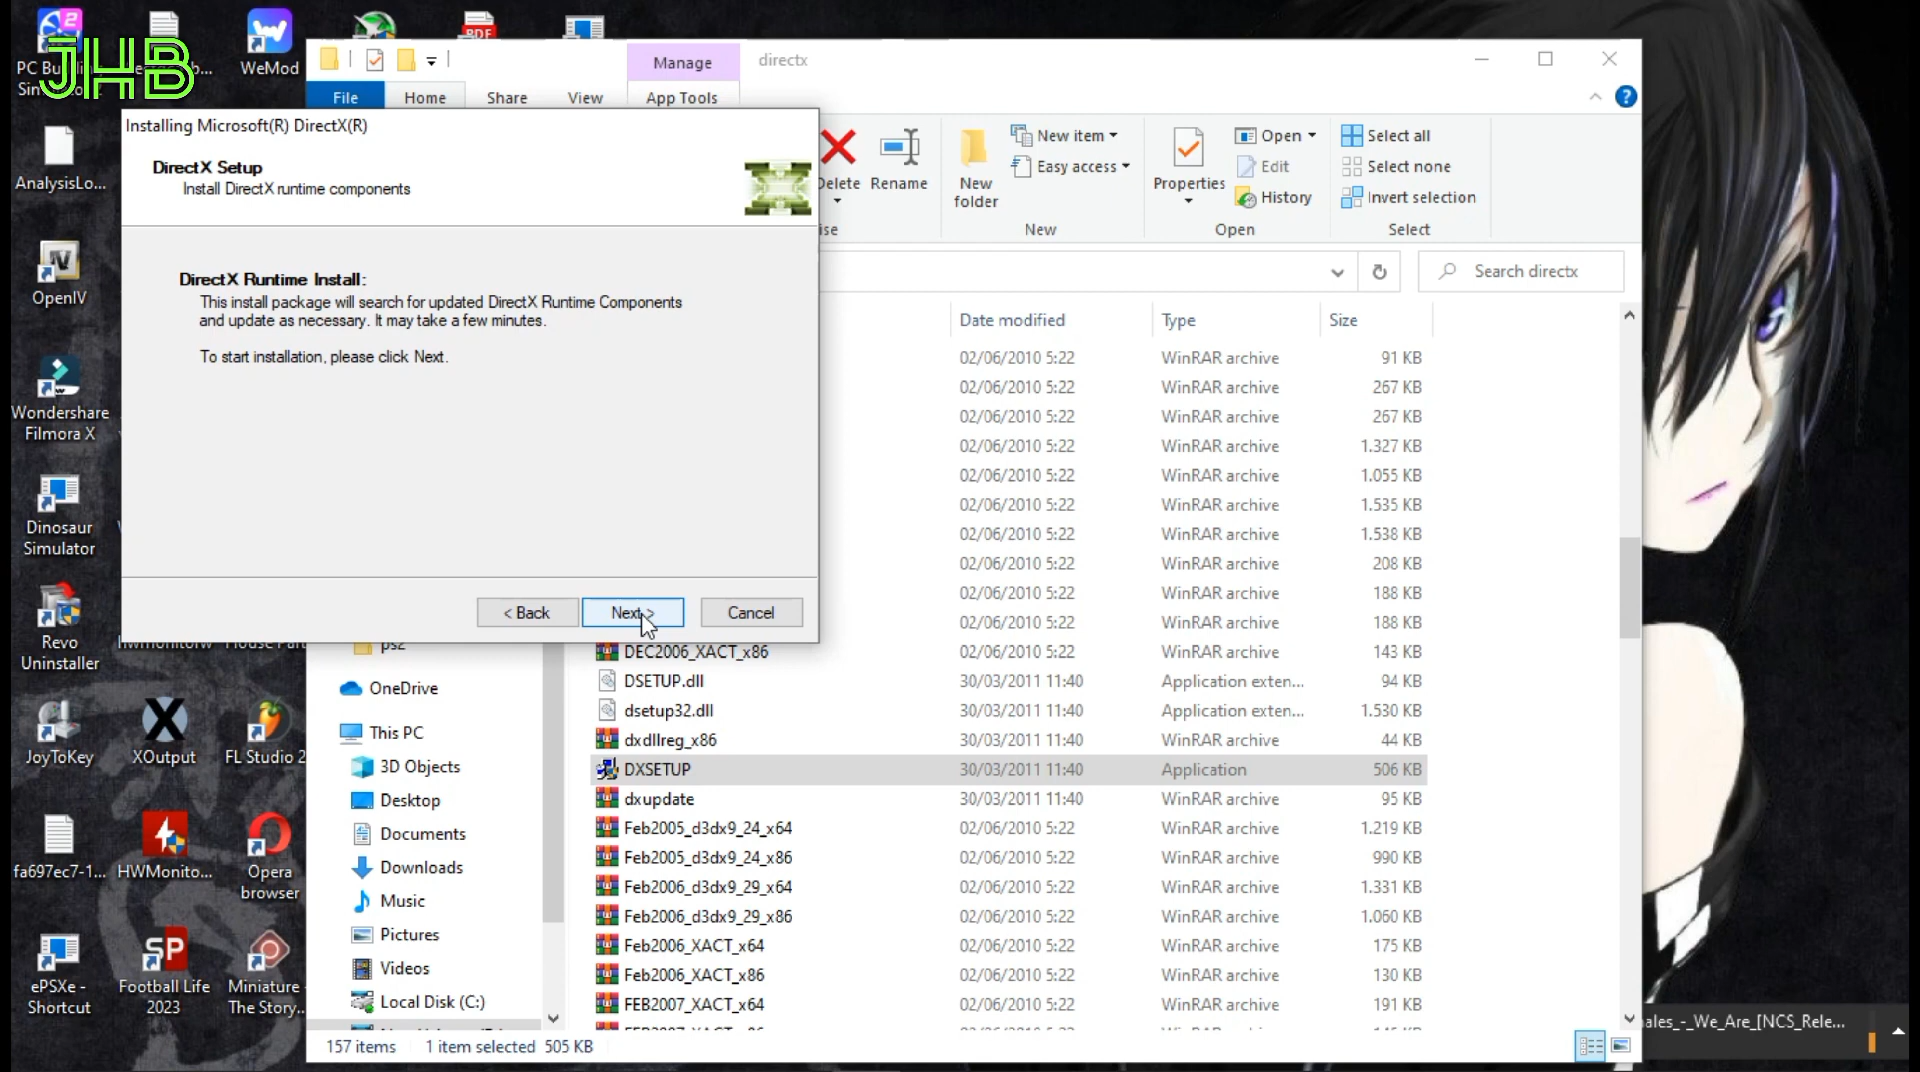 JHB
PC Bu
Sim
b...
WeMod
PDF
AnalysisLo...
OpenIV
Wondershare
Filmora X
Dinosaur
Simulator
Revo
Uninstaller
JoyToKey
XOutput
FL Studio 2
fa697ec7-1...
HWMonito...
Opera
browser
ePSXe -
Shortcut
Football Life
2023
SP
Miniature -
The Story...
Manage
directx
File
Home
Share
View
App Tools
Installing Microsoft(R) DirectX(R)
DirectX Setup
Install DirectX runtime components
DirectX Runtime Install:
This install package will search for updated DirectX Runtime Components
and update as necessary. It may take a few minutes.
To start installation, please click Next.
< Back
Next >
Cancel
Delete
Rename
ise
New
folder
New item
Easy access
New
Properties
Open
Edit
History
Open
Select all
Select none
Invert selection
Select
Search directx
Date modified Type Size
02/06/2010 5:22 WinRAR archive 91 KB
02/06/2010 5:22 WinRAR archive 267 KB
02/06/2010 5:22 WinRAR archive 267 KB
02/06/2010 5:22 WinRAR archive 1.327 KB
02/06/2010 5:22 WinRAR archive 1.055 KB
02/06/2010 5:22 WinRAR archive 1.535 KB
02/06/2010 5:22 WinRAR archive 1.538 KB
02/06/2010 5:22 WinRAR archive 208 KB
02/06/2010 5:22 WinRAR archive 188 KB
02/06/2010 5:22 WinRAR archive 188 KB
DEC2006_XACT_x86 02/06/2010 5:22 WinRAR archive 143 KB
DSETUP.dll 30/03/2011 11:40 Application exten... 94 KB
dsetup32.dll 30/03/2011 11:40 Application exten... 1.530 KB
dxdllreg_x86 30/03/2011 11:40 WinRAR archive 44 KB
DXSETUP 30/03/2011 11:40 Application 506 KB
dxupdate 30/03/2011 11:40 WinRAR archive 95 KB
Feb2005_d3dx9_24_x64 02/06/2010 5:22 WinRAR archive 1.219 KB
Feb2005_d3dx9_24_x86 02/06/2010 5:22 WinRAR archive 990 KB
Feb2006_d3dx9_29_x64 02/06/2010 5:22 WinRAR archive 1.331 KB
Feb2006_d3dx9_29_x86 02/06/2010 5:22 WinRAR archive 1.060 KB
Feb2006_XACT_x64 02/06/2010 5:22 WinRAR archive 175 KB
Feb2006_XACT_x86 02/06/2010 5:22 WinRAR archive 130 KB
FEB2007_XACT_x64 02/06/2010 5:22 WinRAR archive 191 KB
ps2
OneDrive
This PC
3D Objects
Desktop
Documents
Downloads
Music
Pictures
Videos
Local Disk (C:)
157 items 1 item selected 505 KB
ales_-_We_Are_[NCS_Rele...